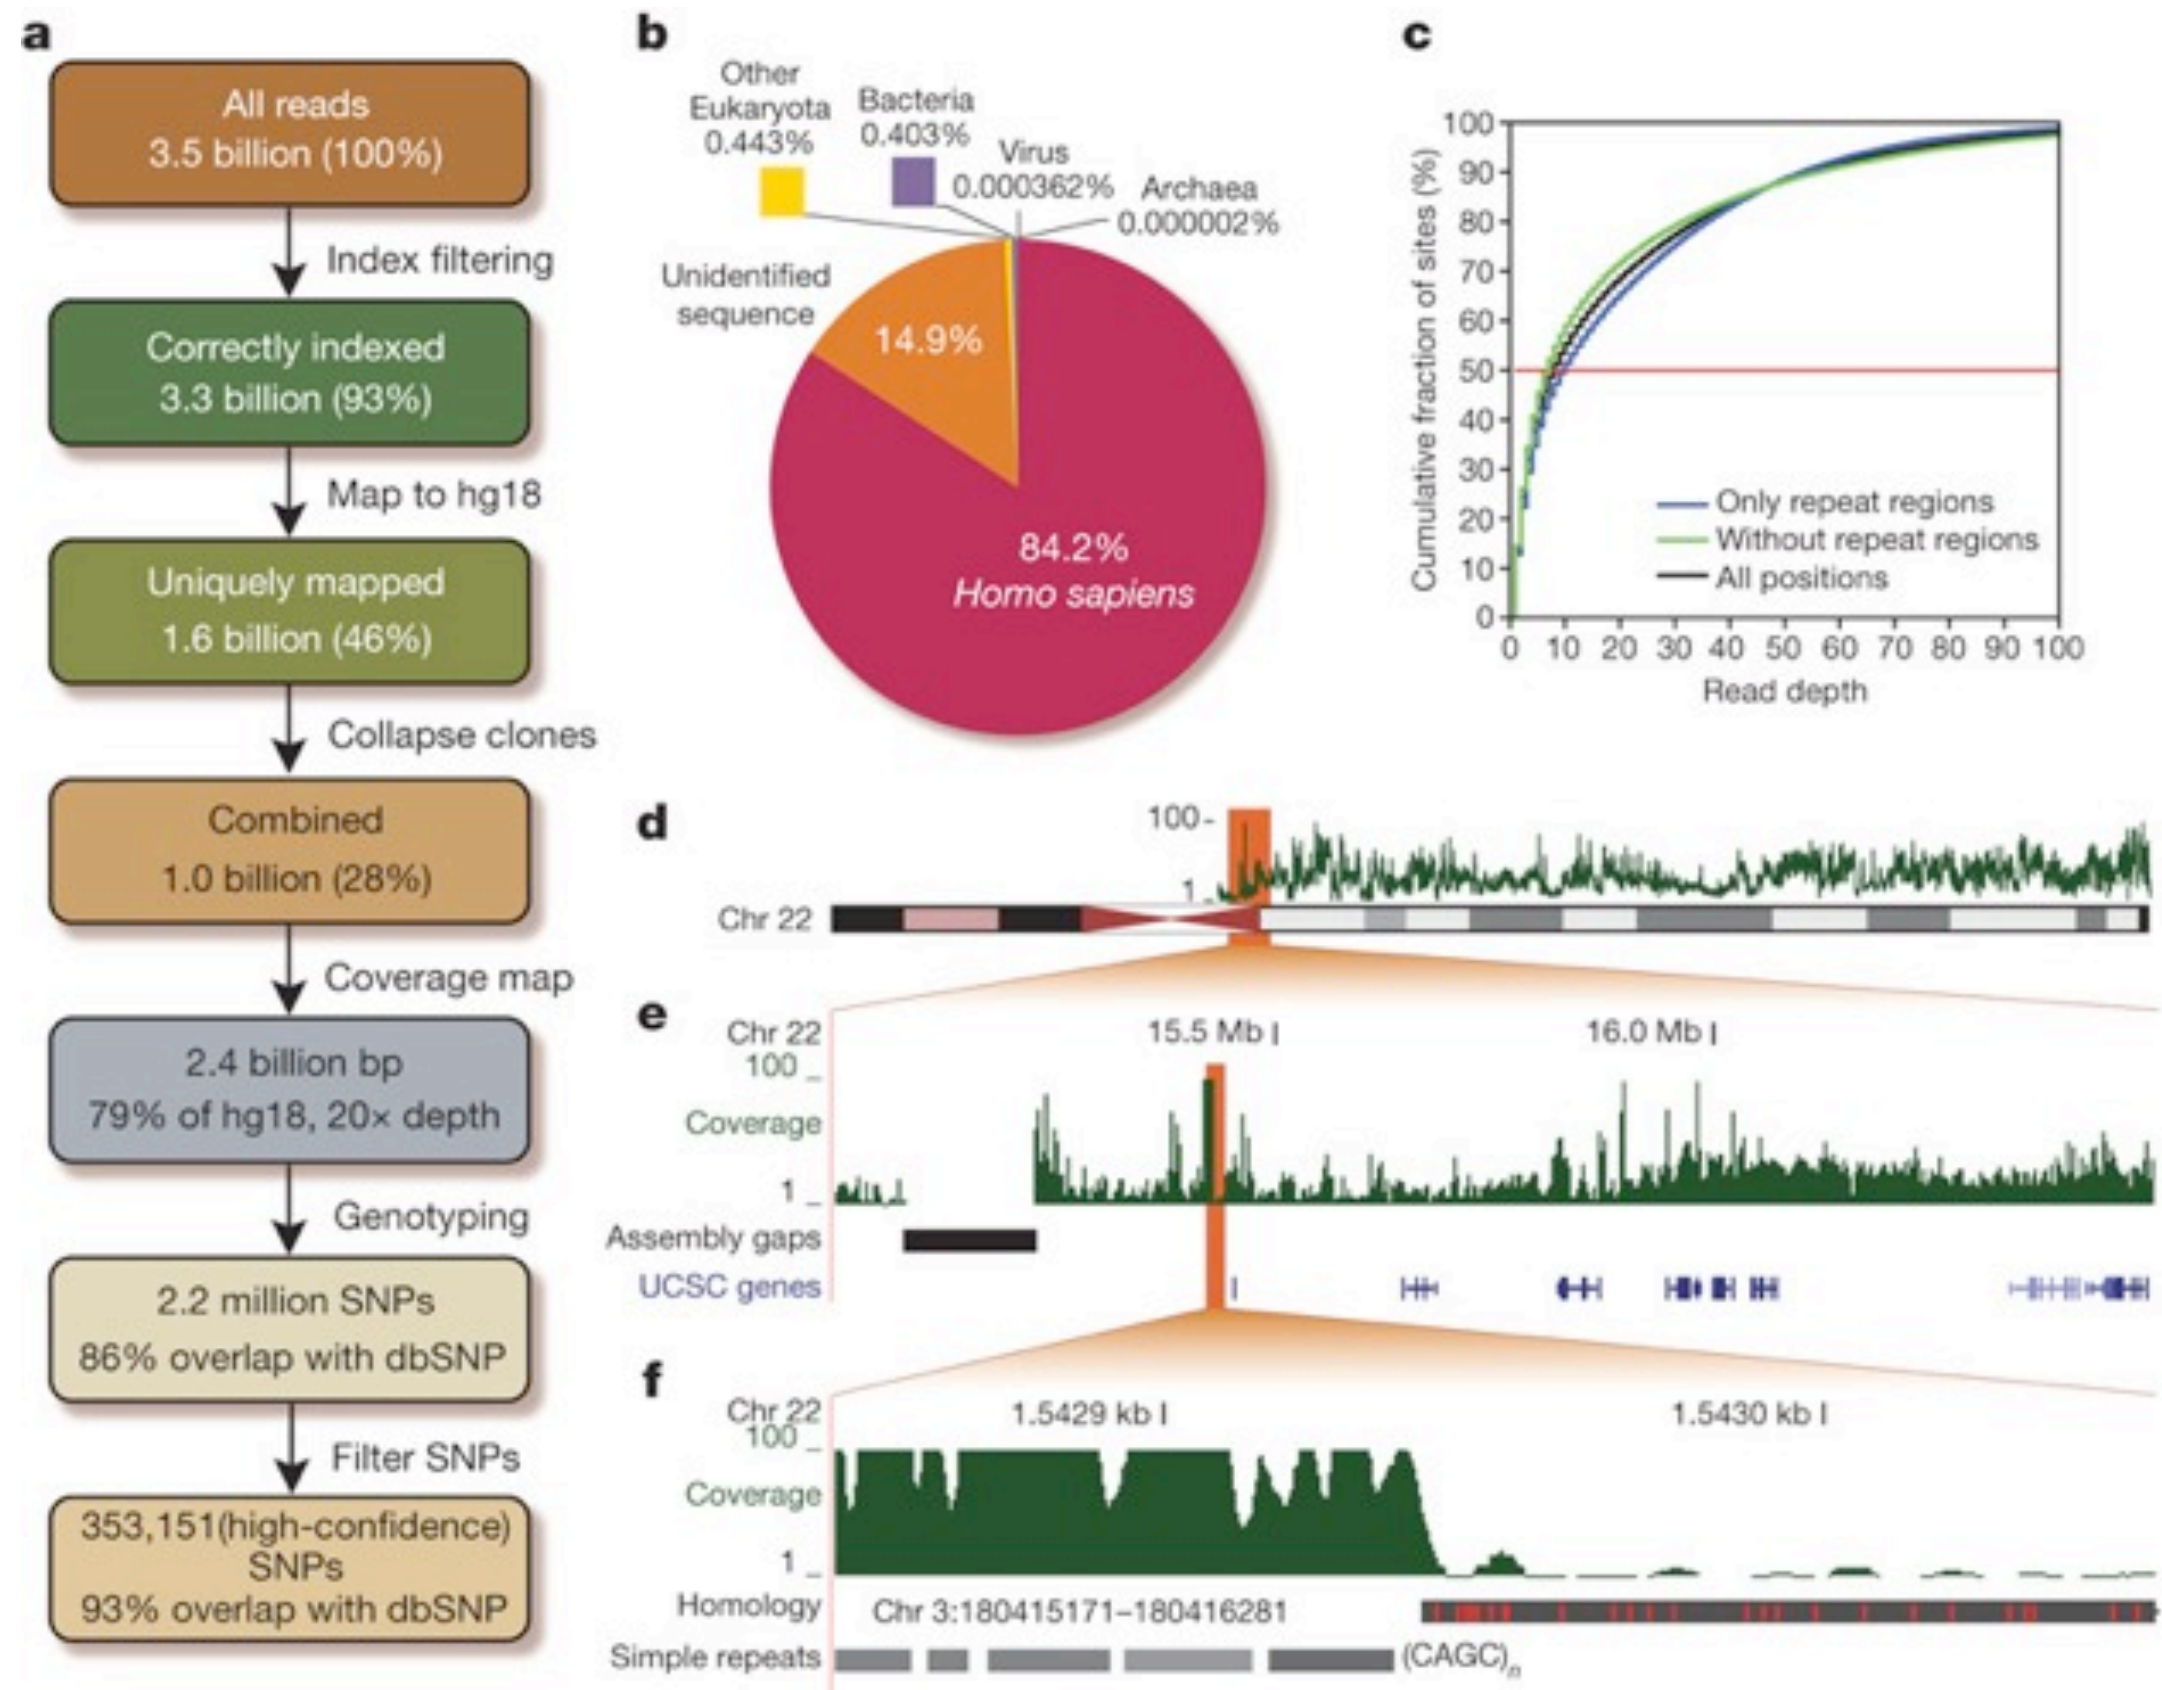 a
All reads
3.5 billion (100%)
Index filtering
Correctly indexed
3.3 billion (93%)
Map to hg18
Uniquely mapped
1.6 billion (46%)
Collapse clones
Combined
1.0 billion (28%)
Coverage map
2.4 billion bp
79% of hg18, 20× depth
Genotyping
2.2 million SNPs
86% overlap with dbSNP
Filter SNPs
353,151(high-confidence)
SNPs
93% overlap with dbSNP
b
Other
Eukaryota
0.443%
Bacteria
0.403%
Virus
0.000362%
Archaea
0.000002%
Unidentified
sequence
14.9%
84.2%
Homo sapiens
c
Cumulative fraction of sites (%)
100
90
80
70
60
50
40
30
20
10
0
Only repeat regions
Without repeat regions
All positions
0 10 20 30 40 50 60 70 80 90 100
Read depth
d
100
1
Chr 22
e
Chr 22 15.5 Mb 16.0 Mb
100
Coverage
1
Assembly gaps
UCSC genes
f
Chr 22 1.5429 kb 1.5430 kb
100
Coverage
1
Homology Chr 3:180415171–180416281
Simple repeats (CAGC)n